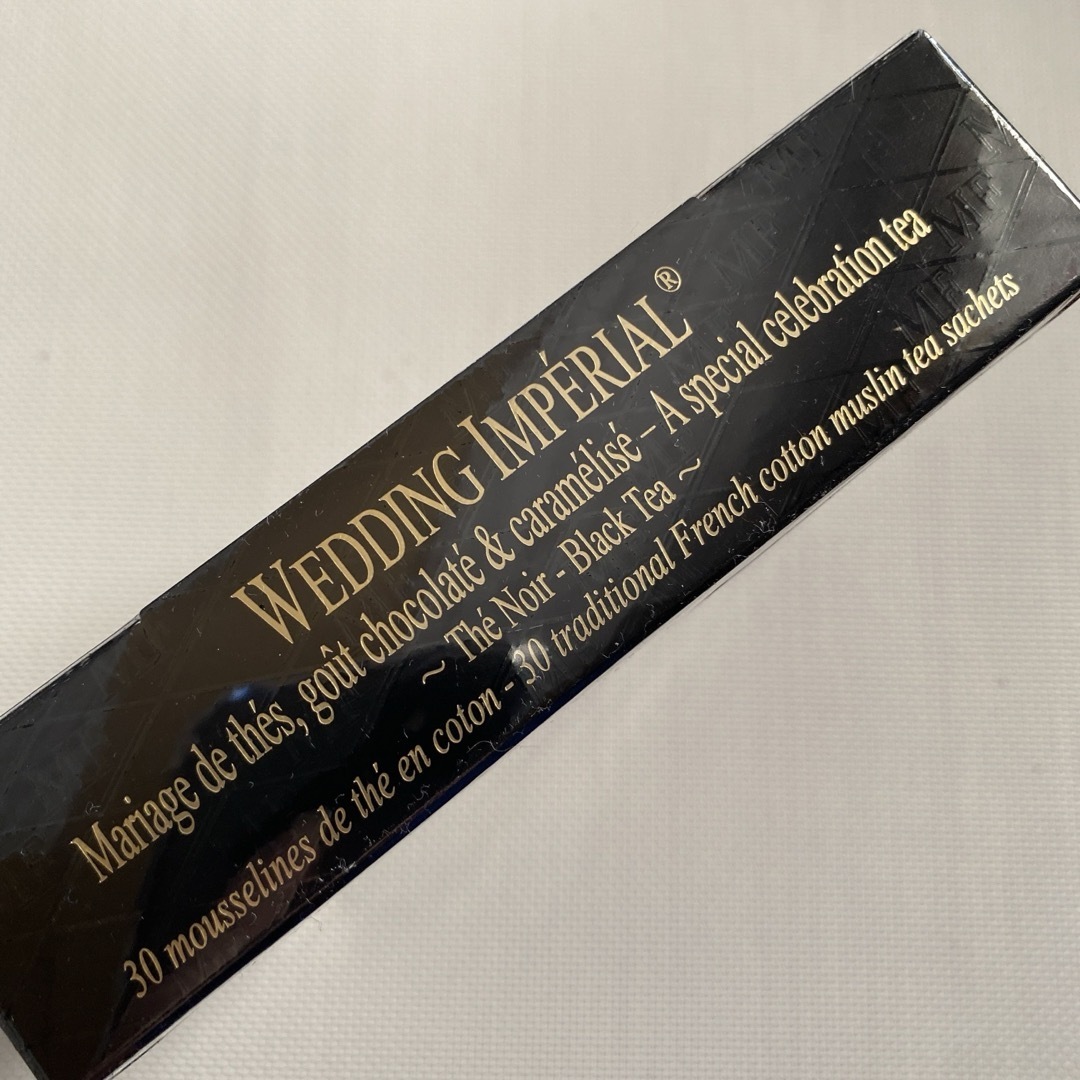 WEDDING IMPÉRIAL®
Mariage de thés, goût chocolaté & caramélisé – A special celebration tea
~ Thé Noir - Black Tea ~
30 mousselines de thé en coton - 30 traditional French cotton muslin tea sachets